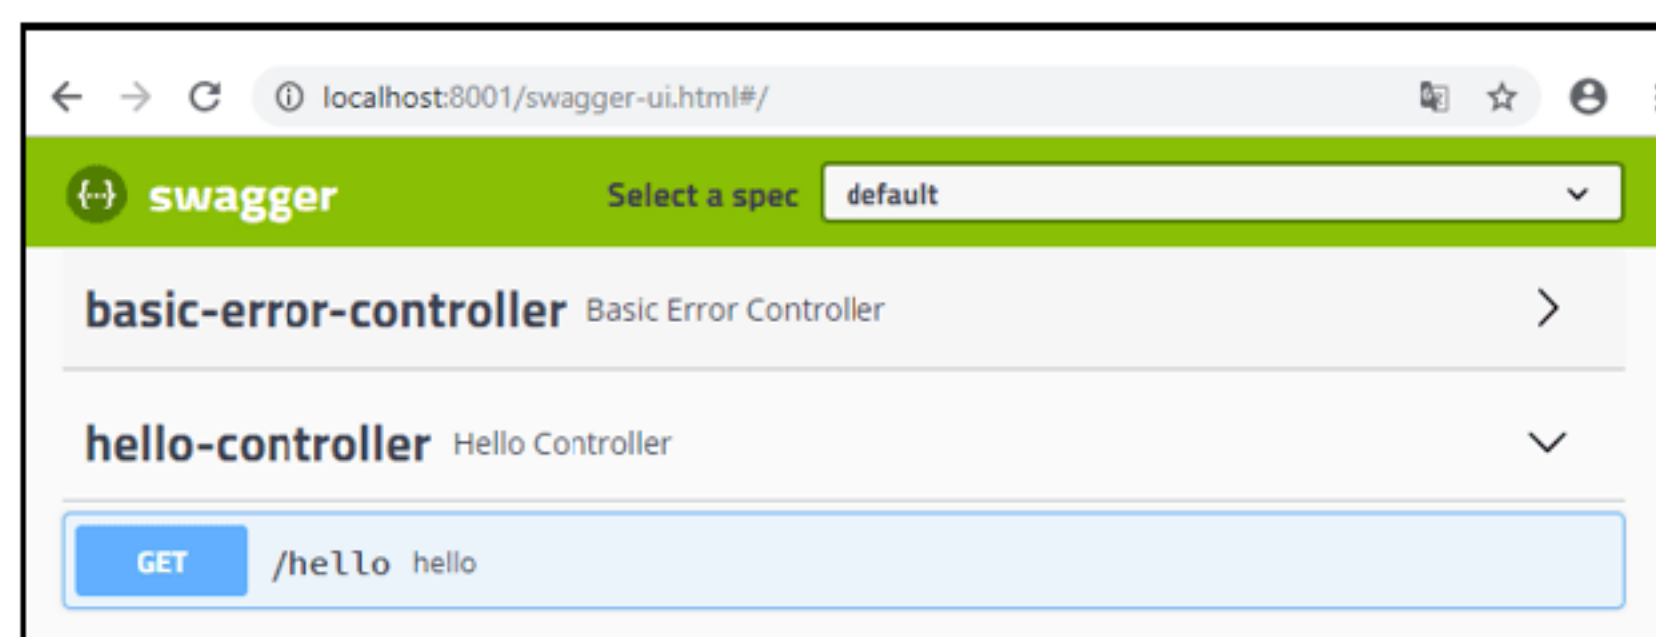 localhost:8001/swagger-ui.html#/
{···} swagger Select a spec default
basic-error-controller Basic Error Controller
hello-controller Hello Controller
GET /hello hello